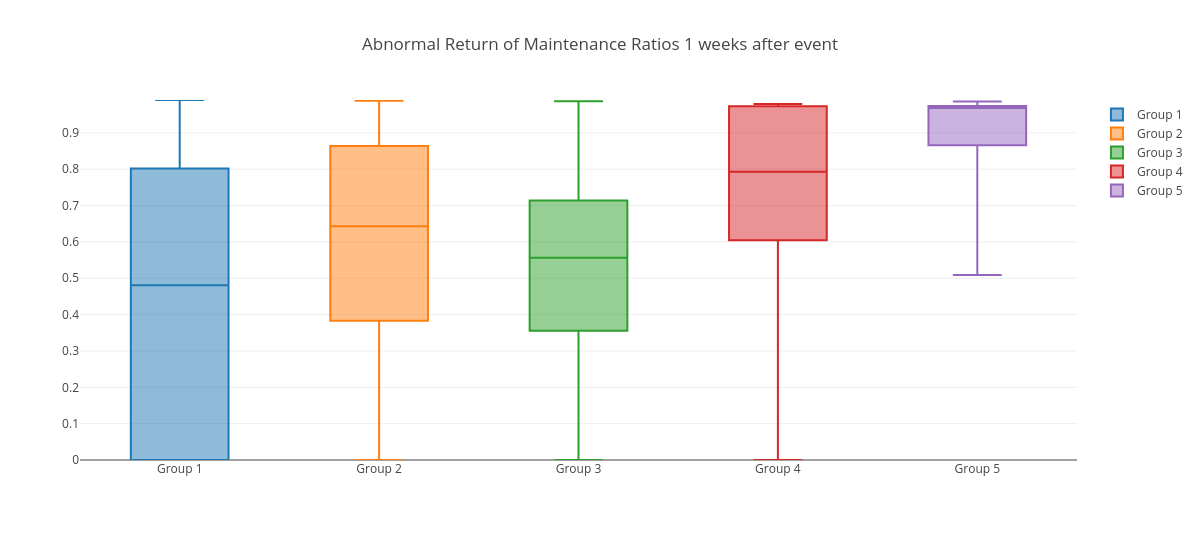 Abnormal Return of Maintenance Ratios 1 weeks after event
0.9
0.8
0.7
0.6
0.5
0.4
0.3
0.2
0.1
0
Group 1
Group 2
Group 3
Group 4
Group 5
Group 1
Group 2
Group 3
Group 4
Group 5